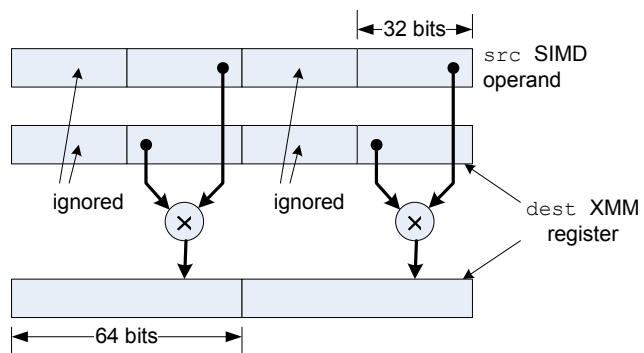 32 bits
src SIMD
operand
ignored
ignored
×
×
dest XMM
register
64 bits